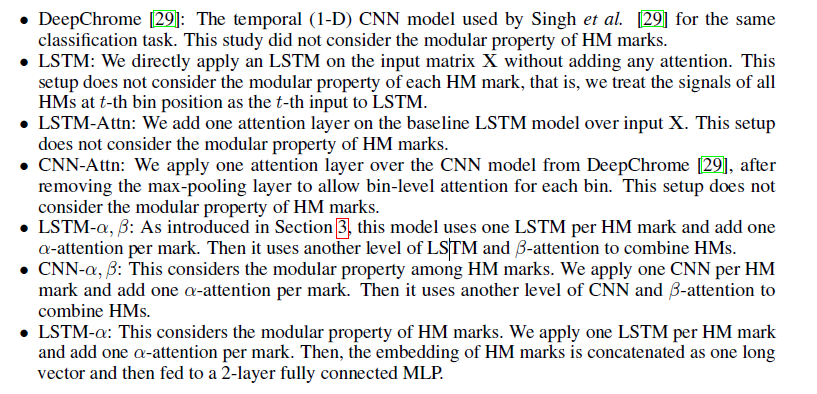 • DeepChrome [29]: The temporal (1-D) CNN model used by Singh et al. [29] for the same
classification task. This study did not consider the modular property of HM marks.
• LSTM: We directly apply an LSTM on the input matrix X without adding any attention. This
setup does not consider the modular property of each HM mark, that is, we treat the signals of all
HMs at t-th bin position as the t-th input to LSTM.
• LSTM-Attn: We add one attention layer on the baseline LSTM model over input X. This setup
does not consider the modular property of HM marks.
• CNN-Attn: We apply one attention layer over the CNN model from DeepChrome [29], after
removing the max-pooling layer to allow bin-level attention for each bin. This setup does not
consider the modular property of HM marks.
• LSTM-α, β: As introduced in Section 3, this model uses one LSTM per HM mark and add one
α-attention per mark. Then it uses another level of LSTM and β-attention to combine HMs.
• CNN-α, β: This considers the modular property among HM marks. We apply one CNN per HM
mark and add one α-attention per mark. Then it uses another level of CNN and β-attention to
combine HMs.
• LSTM-α: This considers the modular property of HM marks. We apply one LSTM per HM mark
and add one α-attention per mark. Then, the embedding of HM marks is concatenated as one long
vector and then fed to a 2-layer fully connected MLP.